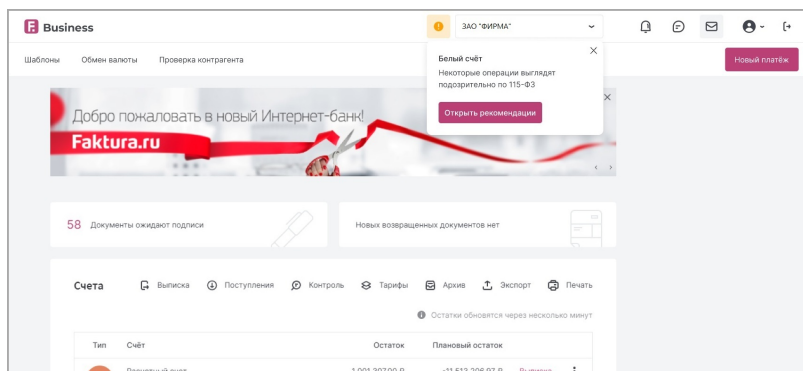 Business
ЗАО "ФИРМА"
Шаблоны Обмен валюты Проверка контрагента
Новый платёж
Белый счёт
Некоторые операции выглядят
подозрительно по 115-ФЗ
Открыть рекомендации
Добро пожаловать в новый Интернет-банк!
Faktura.ru
58 Документы ожидают подписи
Новых возвращенных документов нет
Счета Выписка Поступления Контроль Тарифы Архив Экспорт Печать
Остатки обновятся через несколько минут
Тип Счёт Остаток Плановый остаток